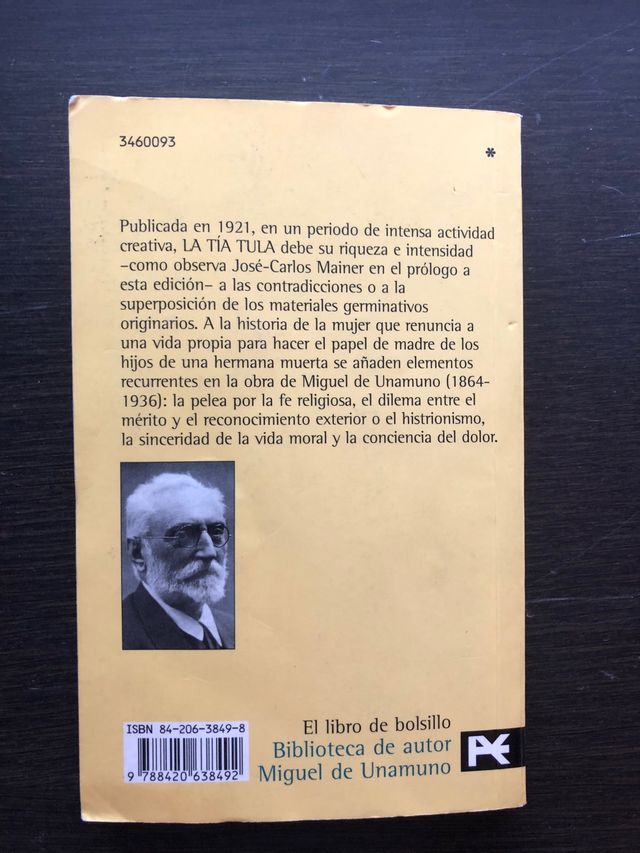 3460093
*
Publicada en 1921, en un periodo de intensa actividad
creativa, LA TÍA TULA debe su riqueza e intensidad
–como observa José-Carlos Mainer en el prólogo a
esta edición– a las contradicciones o a la
superposición de los materiales germinativos
originarios. A la historia de la mujer que renuncia a
una vida propia para hacer el papel de madre de los
hijos de una hermana muerta se añaden elementos
recurrentes en la obra de Miguel de Unamuno (1864-
1936): la pelea por la fe religiosa, el dilema entre el
mérito y el reconocimiento exterior o el histrionismo,
la sinceridad de la vida moral y la conciencia del dolor.
ISBN 84-206-3849-8
9 788420 638492
El libro de bolsillo
Biblioteca de autor
Miguel de Unamuno